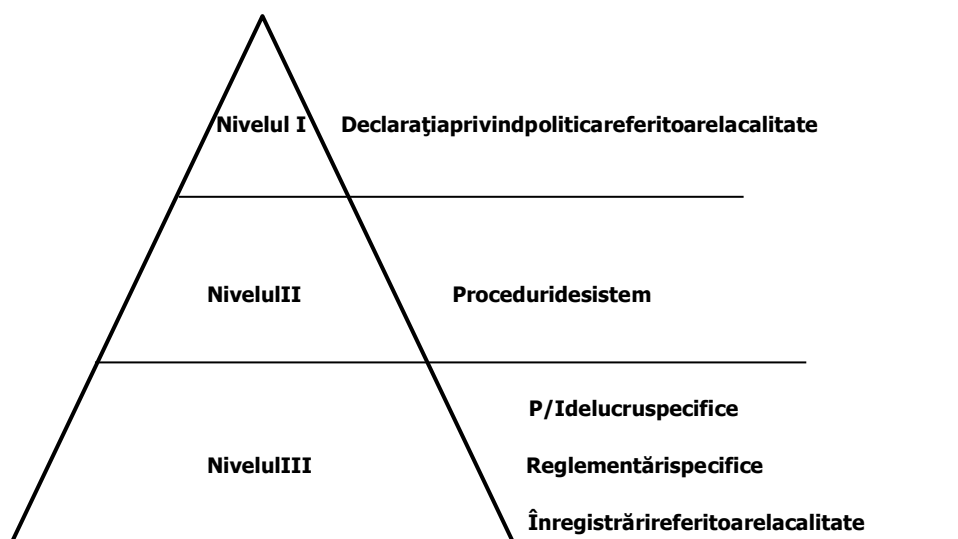 Nivelul I Declaraţiaprivindpoliticareferitoarelacalitate
NivelulII Proceduridesistem
P/Idelucruspecifice
NivelulIII Reglementărispecifice
Înregistrărireferitoarelacalitate